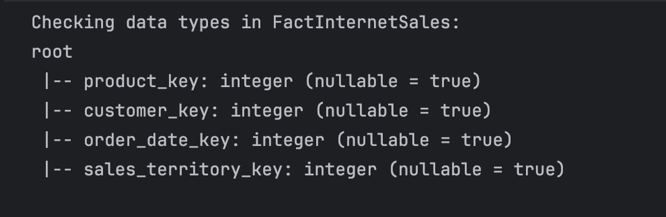 Checking data types in FactInternetSales:
root
 |-- product_key: integer (nullable = true)
 |-- customer_key: integer (nullable = true)
 |-- order_date_key: integer (nullable = true)
 |-- sales_territory_key: integer (nullable = true)